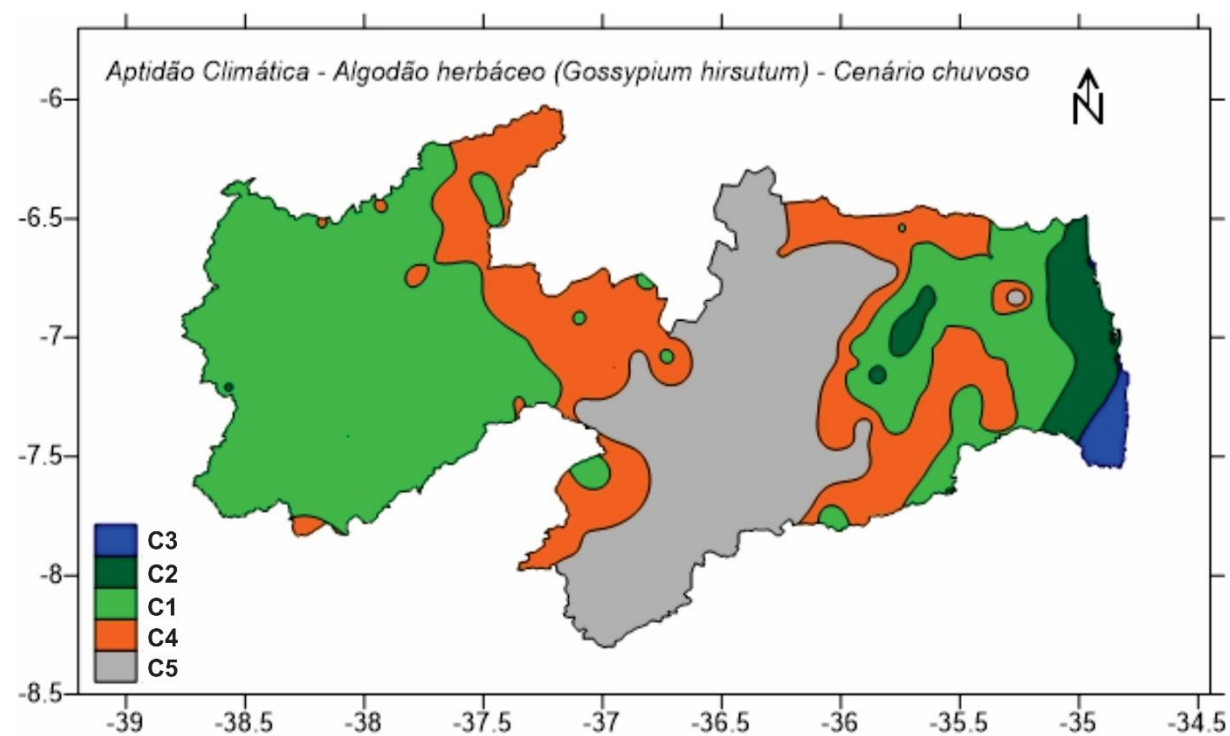 Aptidão Climática - Algodão herbáceo (Gossypium hirsutum) - Cenário chuvoso
N
-6
-6.5
-7
-7.5
-8
-8.5
C3
C2
C1
C4
C5
-39 -38.5 -38 -37.5 -37 -36.5 -36 -35.5 -35 -34.5